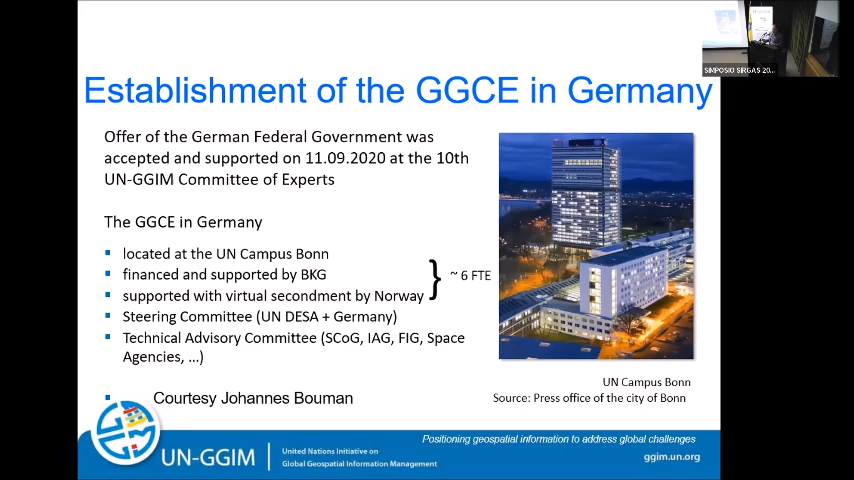 SIMPOSIO SIRGAS 20...
Establishment of the GGCE in Germany
Offer of the German Federal Government was
accepted and supported on 11.09.2020 at the 10th
UN-GGIM Committee of Experts
The GGCE in Germany
▪ located at the UN Campus Bonn
▪ financed and supported by BKG
▪ supported with virtual secondment by Norway
} ~ 6 FTE
▪ Steering Committee (UN DESA + Germany)
▪ Technical Advisory Committee (SCoG, IAG, FIG, Space
Agencies, ...)
▪ Courtesy Johannes Bouman
UN Campus Bonn
Source: Press office of the city of Bonn
Positioning geospatial information to address global challenges
UN-GGIM
United Nations Initiative on
Global Geospatial Information Management
ggim.un.org